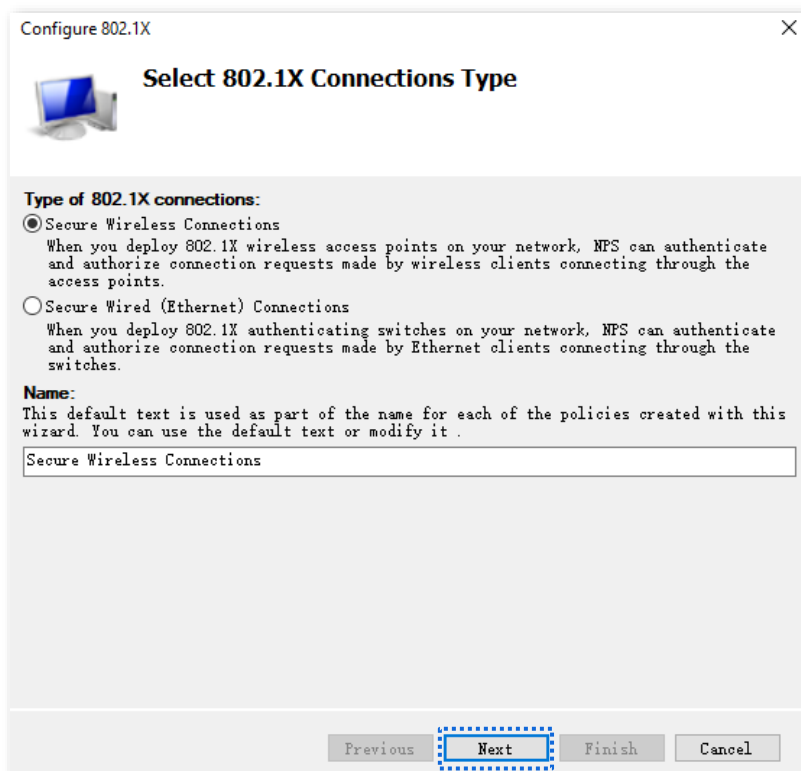 Configure 802.1X
Select 802.1X Connections Type
Type of 802.1X connections:
Secure Wireless Connections
When you deploy 802.1X wireless access points on your network, NPS can authenticate
and authorize connection requests made by wireless clients connecting through the
access points.
Secure Wired (Ethernet) Connections
When you deploy 802.1X authenticating switches on your network, NPS can authenticate
and authorize connection requests made by Ethernet clients connecting through the
switches.
Name:
This default text is used as part of the name for each of the policies created with this
wizard. You can use the default text or modify it .
Secure Wireless Connections
Previous Next Finish Cancel